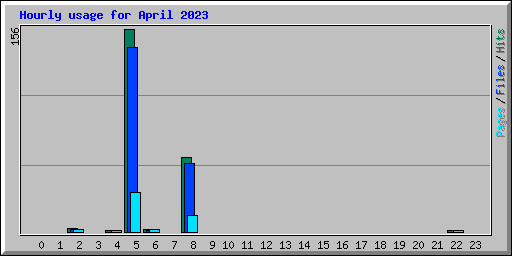 Hourly usage for April 2023
156
Pages/Files/Hits
0 1 2 3 4 5 6 7 8 9 10 11 12 13 14 15 16 17 18 19 20 21 22 23